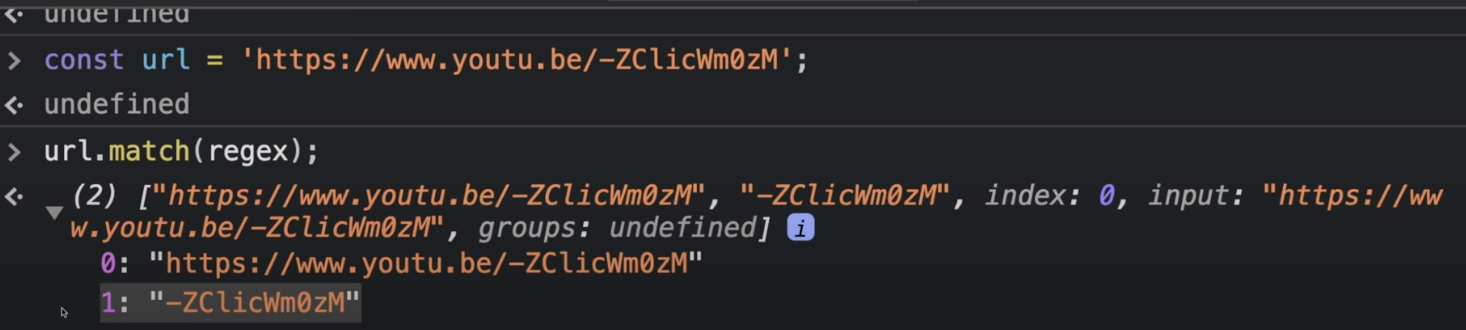 undefined
const url = 'https://www.youtu.be/-ZClicWm0zM';
undefined
url.match(regex);
(2) ["https://www.youtu.be/-ZClicWm0zM", "-ZClicWm0zM", index: 0, input: "https://ww
w.youtu.be/-ZClicWm0zM", groups: undefined] i
0: "https://www.youtu.be/-ZClicWm0zM"
1: "-ZClicWm0zM"